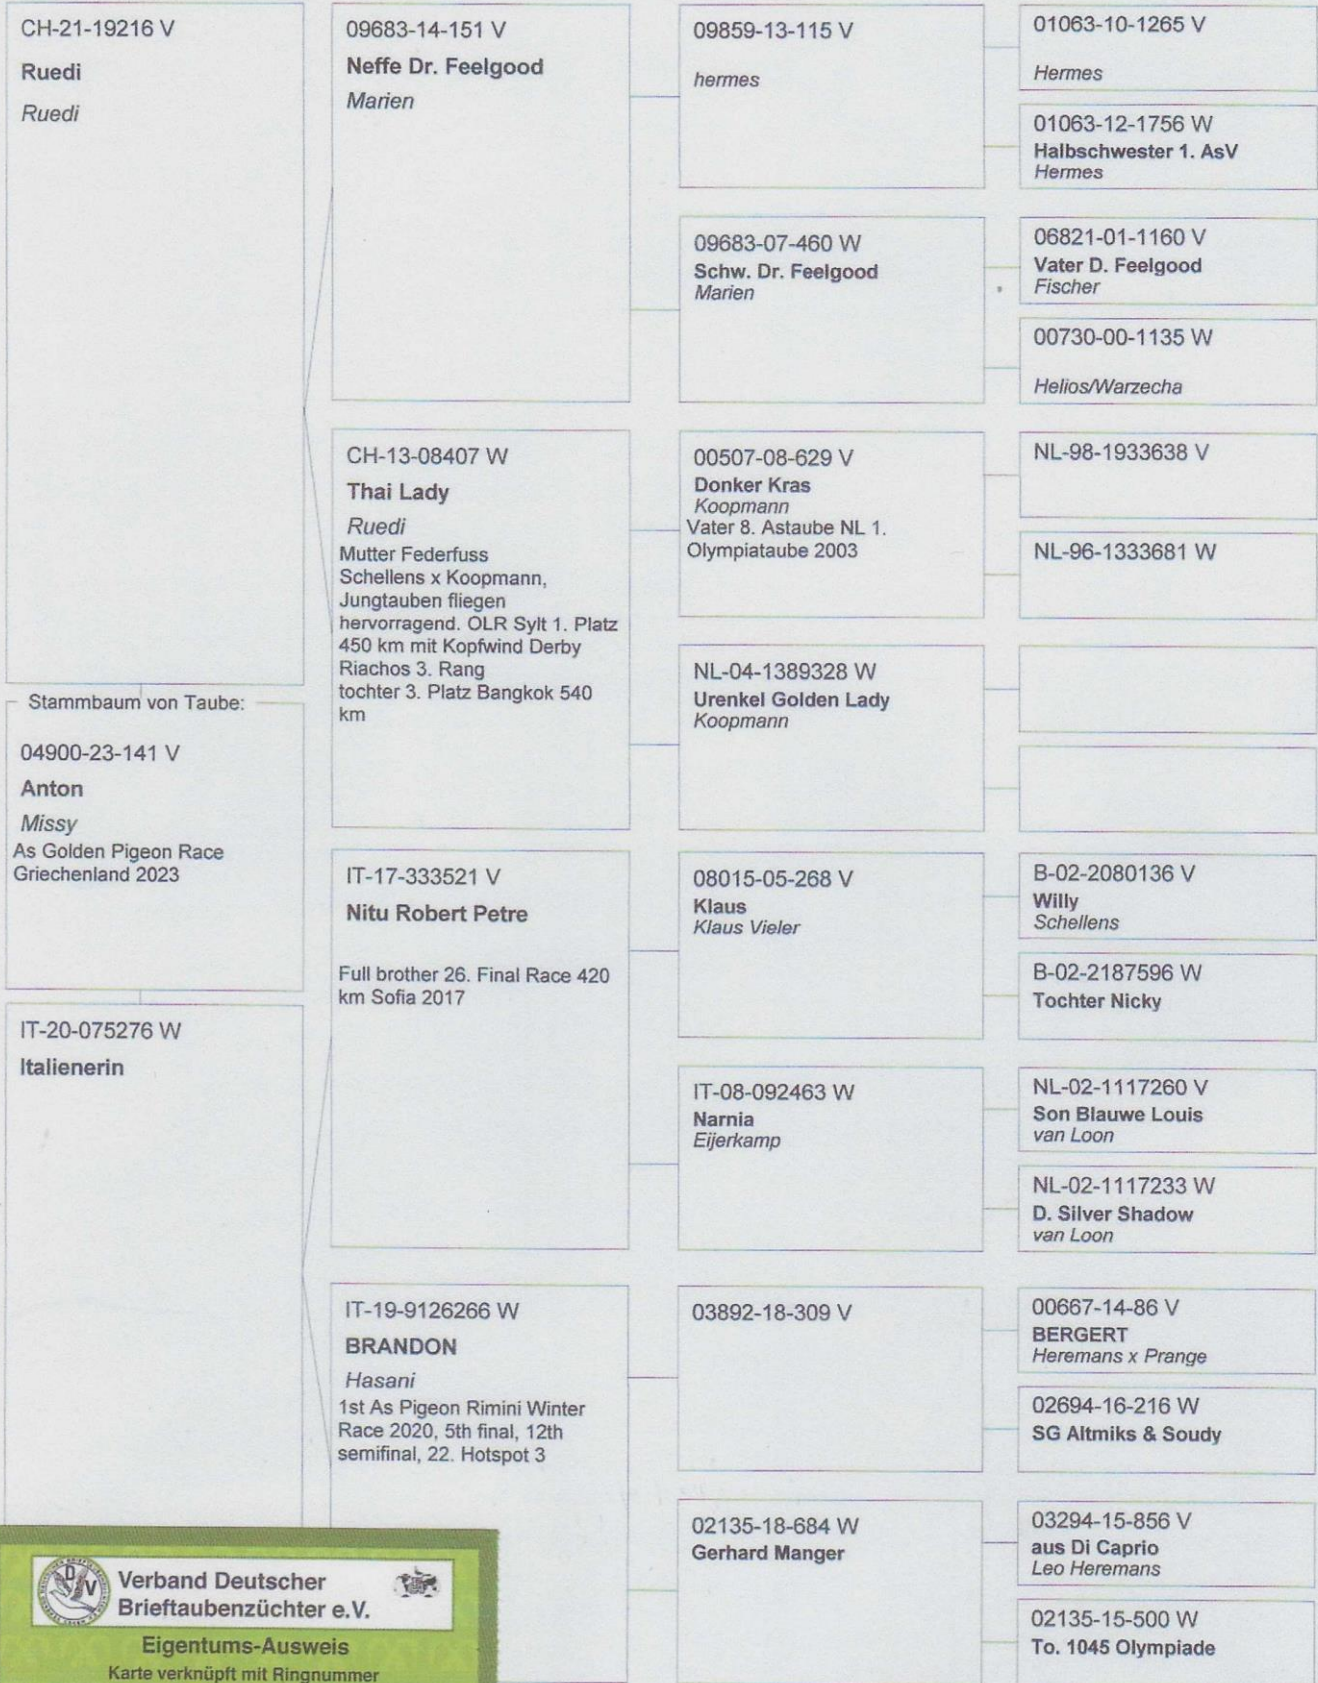 CH-21-19216 V
Ruedi
Ruedi
Stammbaum von Taube:
04900-23-141 V
Anton
Missy
As Golden Pigeon Race
Griechenland 2023
IT-20-075276 W
Italienerin
09683-14-151 V
Neffe Dr. Feelgood
Marien
CH-13-08407 W
Thai Lady
Ruedi
Mutter Federfuss
Schellens x Koopmann,
Jungtauben fliegen
hervorragend. OLR Sylt 1. Platz
450 km mit Kopfwind Derby
Riachos 3. Rang
tochter 3. Platz Bangkok 540
km
IT-17-333521 V
Nitu Robert Petre
Full brother 26. Final Race 420
km Sofia 2017
IT-19-9126266 W
BRANDON
Hasani
1st As Pigeon Rimini Winter
Race 2020, 5th final, 12th
semifinal, 22. Hotspot 3
09859-13-115 V
hermes
09683-07-460 W
Schw. Dr. Feelgood
Marien
00507-08-629 V
Donker Kras
Koopmann
Vater 8. Astaube NL 1.
Olympiataube 2003
NL-04-1389328 W
Urenkel Golden Lady
Koopmann
08015-05-268 V
Klaus
Klaus Vieler
IT-08-092463 W
Narnia
Eijerkamp
03892-18-309 V
02135-18-684 W
Gerhard Manger
01063-10-1265 V
Hermes
01063-12-1756 W
Halbschwester 1. AsV
Hermes
06821-01-1160 V
Vater D. Feelgood
Fischer
00730-00-1135 W
Helios/Warzecha
NL-98-1933638 V
NL-96-1333681 W
B-02-2080136 V
Willy
Schellens
B-02-2187596 W
Tochter Nicky
NL-02-1117260 V
Son Blauwe Louis
van Loon
NL-02-1117233 W
D. Silver Shadow
van Loon
00667-14-86 V
BERGERT
Heremans x Prange
02694-16-216 W
SG Altmiks & Soudy
03294-15-856 V
aus Di Caprio
Leo Heremans
02135-15-500 W
To. 1045 Olympiade
Verband Deutscher
Brieftaubenzüchter e.V.
Eigentums-Ausweis
Karte verknüpft mit Ringnummer